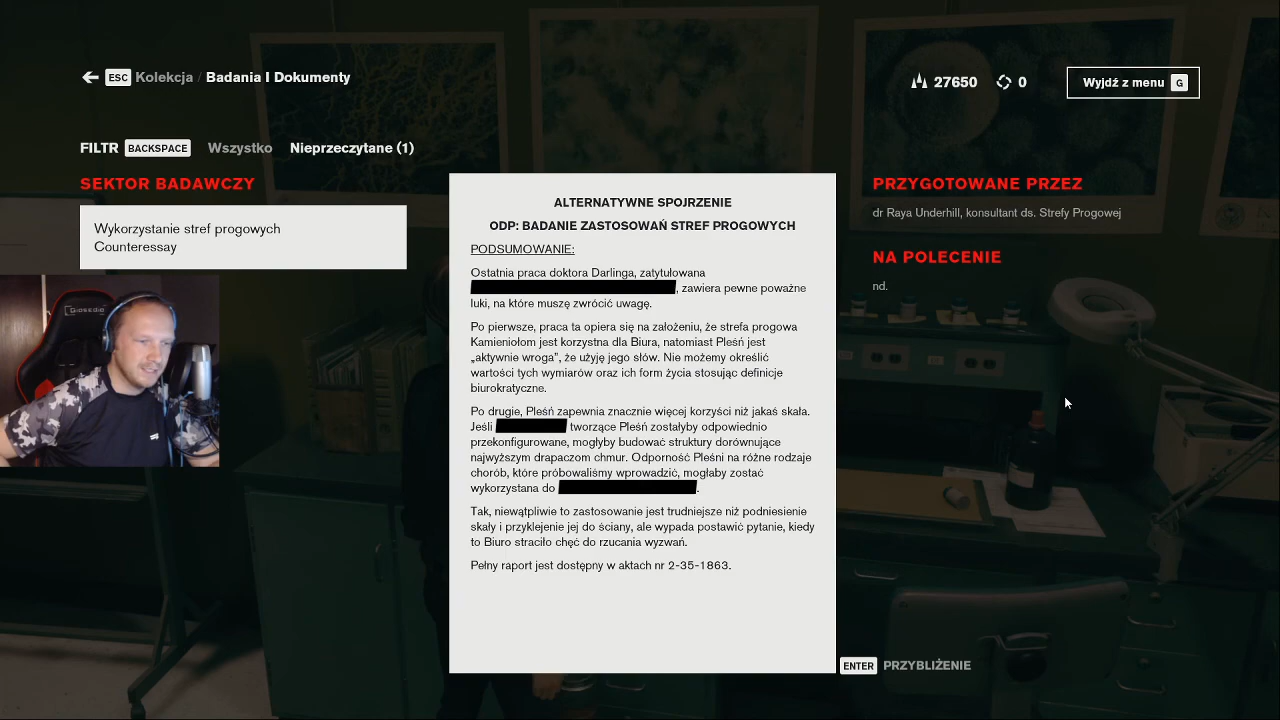 ESC Kolekcja / Badania I Dokumenty
27650 0 Wyjdź z menu G
FILTR BACKSPACE Wszystko Nieprzeczytane (1)
SEKTOR BADAWCZY
Wykorzystanie stref progowych
Counteressay
ALTERNATYWNE SPOJRZENIE
ODP: BADANIE ZASTOSOWAŃ STREF PROGOWYCH
PODSUMOWANIE:
Ostatnia praca doktora Darlinga, zatytułowana
, zawiera pewne poważne
luki, na które muszę zwrócić uwagę.
Po pierwsze, praca ta opiera się na założeniu, że strefa progowa
Kamieniołom jest korzystna dla Biura, natomiast Pleśń jest
„aktywnie wroga”, że użyję jego słów. Nie możemy określić
wartości tych wymiarów oraz ich form życia stosując definicje
biurokratyczne.
Po drugie, Pleśń zapewnia znacznie więcej korzyści niż jakaś skała.
Jeśli tworzące Pleśń zostałyby odpowiednio
przekonfigurowane, mogłyby budować struktury dorównujące
najwyższym drapaczom chmur. Odporność Pleśni na różne rodzaje
chorób, które próbowaliśmy wprowadzić, mogłaby zostać
wykorzystana do .
Tak, niewątpliwie to zastosowanie jest trudniejsze niż podniesienie
skały i przyklejenie jej do ściany, ale wypada postawić pytanie, kiedy
to Biuro straciło chęć do rzucania wyzwań.
Pełny raport jest dostępny w aktach nr 2-35-1863.
PRZYGOTOWANE PRZEZ
dr Raya Underhill, konsultant ds. Strefy Progowej
NA POLECENIE
nd.
ENTER PRZYBLIŻENIE